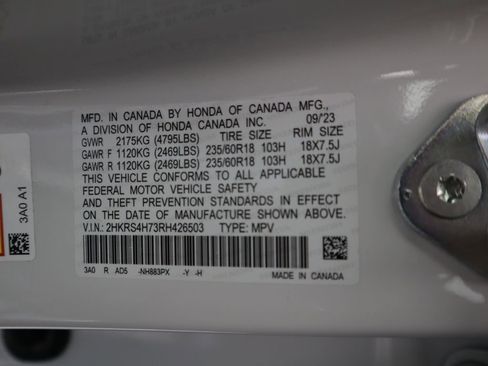 MFD. IN CANADA BY HONDA OF CANADA MFG.,
A DIVISION OF HONDA CANADA INC. 09/23
GVWR 2175KG (4795LBS) TIRE SIZE RIM SIZE
GAWR F 1120KG (2469LBS) 235/60R18 103H 18X7.5J
GAWR R 1120KG (2469LBS) 235/60R18 103H 18X7.5J
THIS VEHICLE CONFORMS TO ALL APPLICABLE
FEDERAL MOTOR VEHICLE SAFETY
AND THEFT PREVENTION STANDARDS IN EFFECT
ON THE DATE OF MANUFACTURE SHOWN ABOVE.
V.I.N.: 2HKRS4H73RH426503 TYPE: MPV
3A0 R AD5 -NH883PX -Y -H MADE IN CANADA
3A0 A1